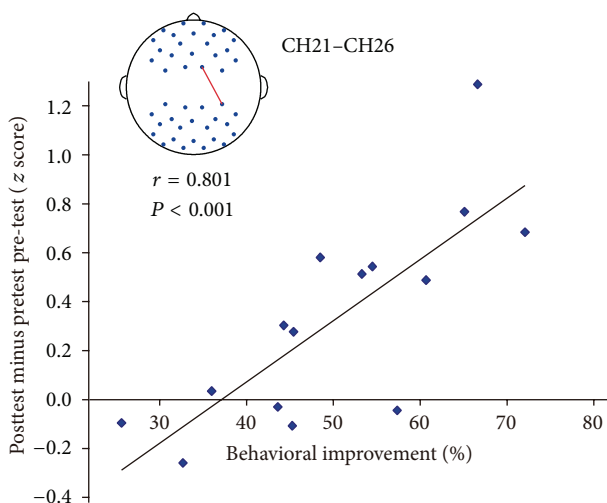 CH21–CH26
r = 0.801
P < 0.001
Posttest minus pretest pre-test ( z score)
1.2
1.0
0.8
0.6
0.4
0.2
0.0
−0.2
−0.4
30 40 50 60 70 80
Behavioral improvement (%)